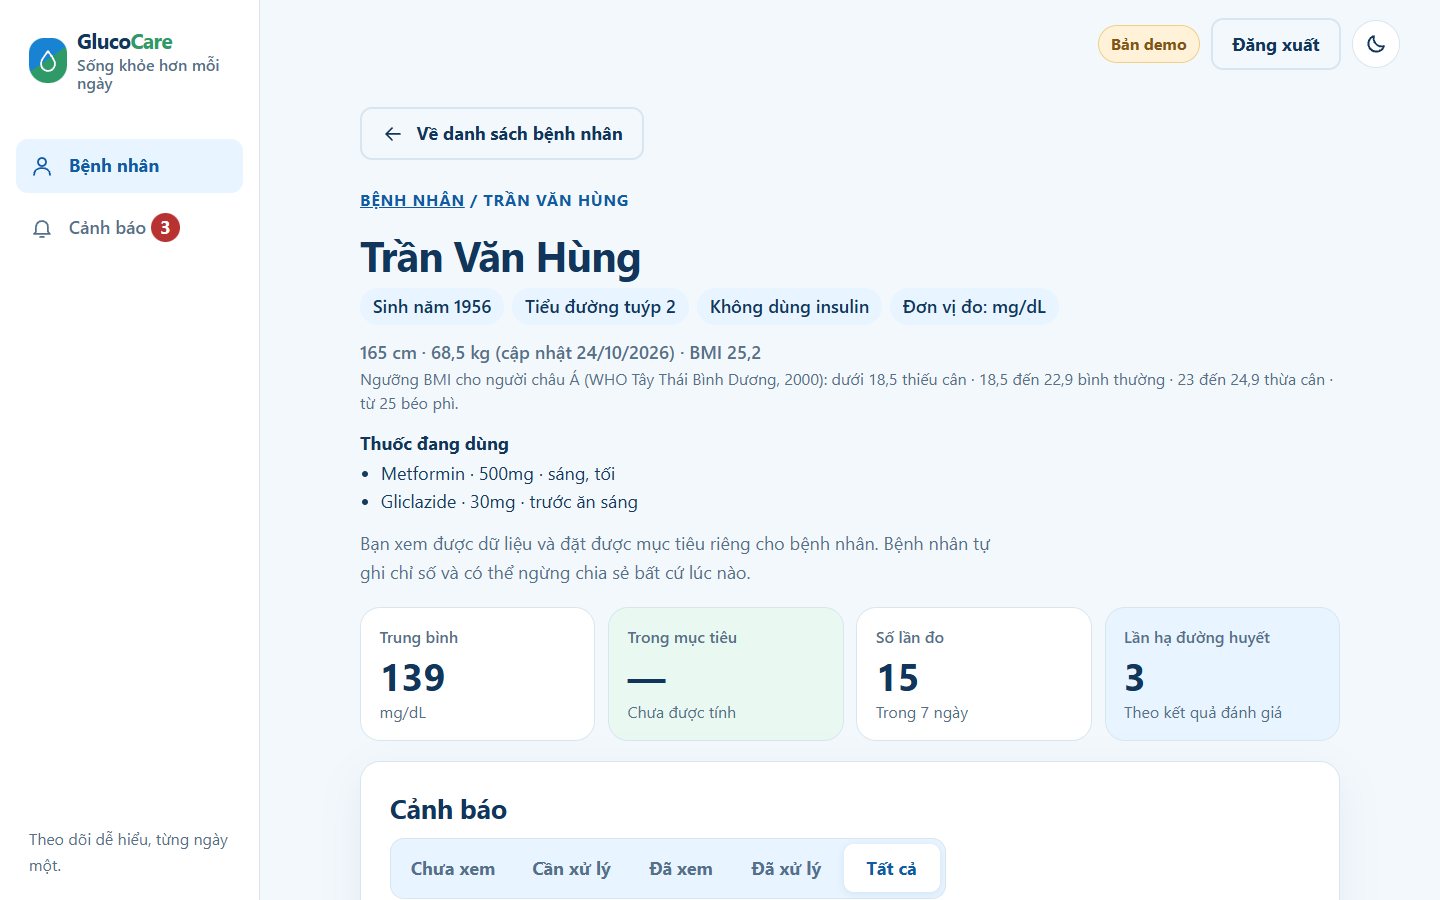 GlucoCare
Sống khỏe hơn mỗi
ngày
Bệnh nhân
Cảnh báo 3
Theo dõi dễ hiểu, từng ngày
một.
Bản demo
Đăng xuất
Về danh sách bệnh nhân
BỆNH NHÂN / TRẦN VĂN HÙNG
Trần Văn Hùng
Sinh năm 1956
Tiểu đường tuýp 2
Không dùng insulin
Đơn vị đo: mg/dL
165 cm · 68,5 kg (cập nhật 24/10/2026) · BMI 25,2
Ngưỡng BMI cho người châu Á (WHO Tây Thái Bình Dương, 2000): dưới 18,5 thiếu cân · 18,5 đến 22,9 bình thường · 23 đến 24,9 thừa cân ·
từ 25 béo phì.
Thuốc đang dùng
• Metformin · 500mg · sáng, tối
• Gliclazide · 30mg · trước ăn sáng
Bạn xem được dữ liệu và đặt được mục tiêu riêng cho bệnh nhân. Bệnh nhân tự
ghi chỉ số và có thể ngừng chia sẻ bất cứ lúc nào.
Trung bình
139
mg/dL
Trong mục tiêu
—
Chưa được tính
Số lần đo
15
Trong 7 ngày
Lần hạ đường huyết
3
Theo kết quả đánh giá
Cảnh báo
Chưa xem
Cần xử lý
Đã xem
Đã xử lý
Tất cả